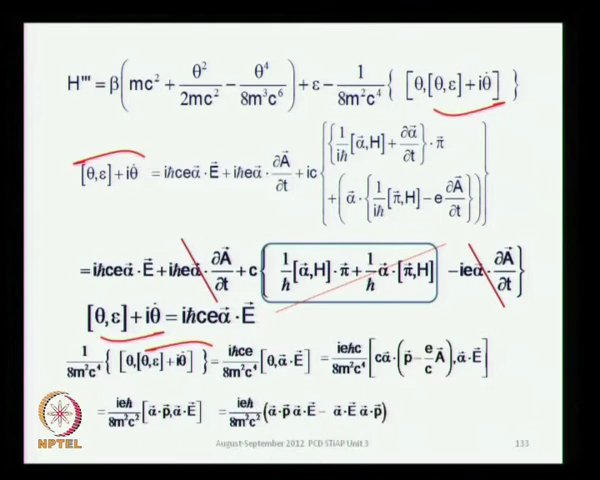 H''' = β(mc² + θ²/2mc² − θ⁴/8m³c⁶) + ε − 1/8m²c⁴ { [θ,[θ,ε] + iθ̇] }
[θ,ε] + iθ̇ = iħceα⃗·E⃗ + iħeα⃗·∂A⃗/∂t + ic { {1/iħ [α⃗,H] + ∂α⃗/∂t}·π⃗ + (α⃗·{1/iħ [π⃗,H] − e ∂A⃗/∂t}) }
= iħceα⃗·E⃗ + iħeα⃗·∂A⃗/∂t + c { 1/ħ [α⃗,H]·π⃗ + 1/ħ α⃗·[π⃗,H] − ieα⃗·∂A⃗/∂t }
[θ,ε] + iθ̇ = iħceα⃗·E⃗
1/8m²c⁴ { [θ,[θ,ε] + iθ̇] } = iħce/8m²c⁴ [θ,α⃗·E⃗] = ieħc/8m²c⁴ [cα⃗·(p⃗ − e/c A⃗),α⃗·E⃗]
= ieħ/8m²c² [α⃗·p⃗,α⃗·E⃗] = ieħ/8m²c² (α⃗·p⃗ α⃗·E⃗ − α⃗·E⃗ α⃗·p⃗)
NPTEL
August-September 2012 PCD STiAP Unit 3
133